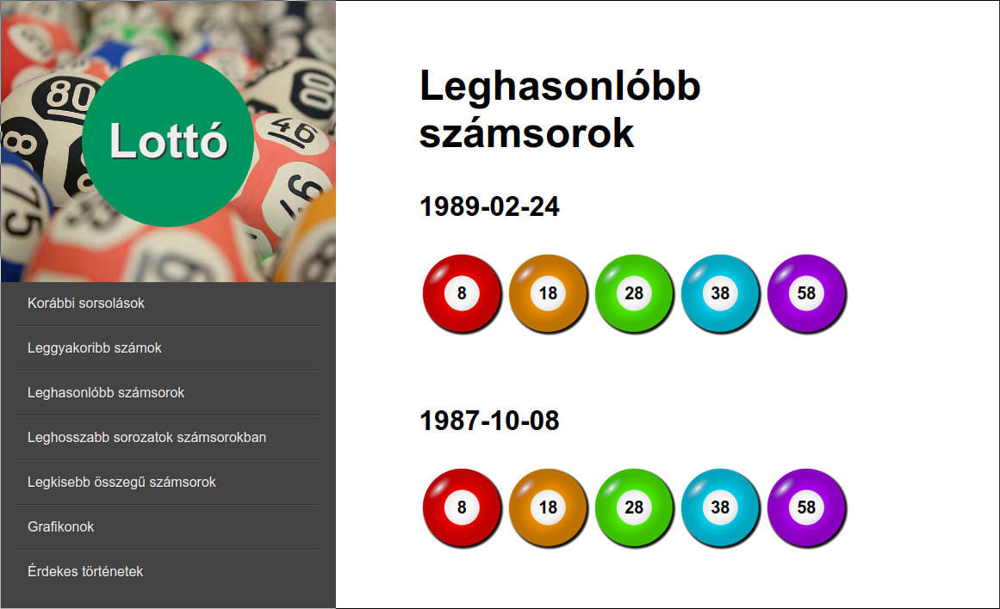 80
8
46
75
Lottó
Korábbi sorsolások
Leggyakoribb számok
Leghasonlóbb számsorok
Leghosszabb sorozatok számsorokban
Legkisebb összegű számsorok
Grafikonok
Érdekes történetek
Leghasonlóbb
számsorok
1989-02-24
8 18 28 38 58
1987-10-08
8 18 28 38 58